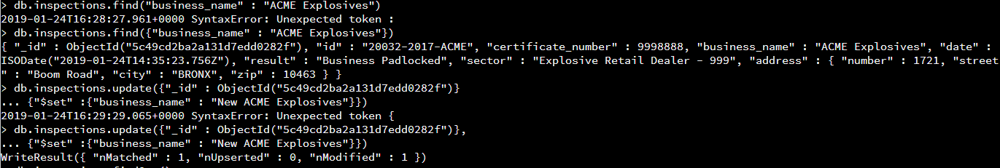 > db.inspections.find("business_name" : "ACME Explosives")
2019-01-24T16:28:27.961+0000 SyntaxError: Unexpected token :
> db.inspections.find({"business_name" : "ACME Explosives"})
{ "_id" : ObjectId("5c49cd2ba2a131d7edd0282f"), "id" : "20032-2017-ACME", "certificate_number" : 9998888, "business_name" : "ACME Explosives", "date" :
ISODate("2019-01-24T14:35:23.756Z"), "result" : "Business Padlocked", "sector" : "Explosive Retail Dealer - 999", "address" : { "number" : 1721, "street
" : "Boom Road", "city" : "BRONX", "zip" : 10463 } }
> db.inspections.update({"_id" : ObjectId("5c49cd2ba2a131d7edd0282f")}
... {"$set" :{"business_name" : "New ACME Explosives"}})
2019-01-24T16:29:29.065+0000 SyntaxError: Unexpected token {
> db.inspections.update({"_id" : ObjectId("5c49cd2ba2a131d7edd0282f")},
... {"$set" :{"business_name" : "New ACME Explosives"}})
WriteResult({ "nMatched" : 1, "nUpserted" : 0, "nModified" : 1 })